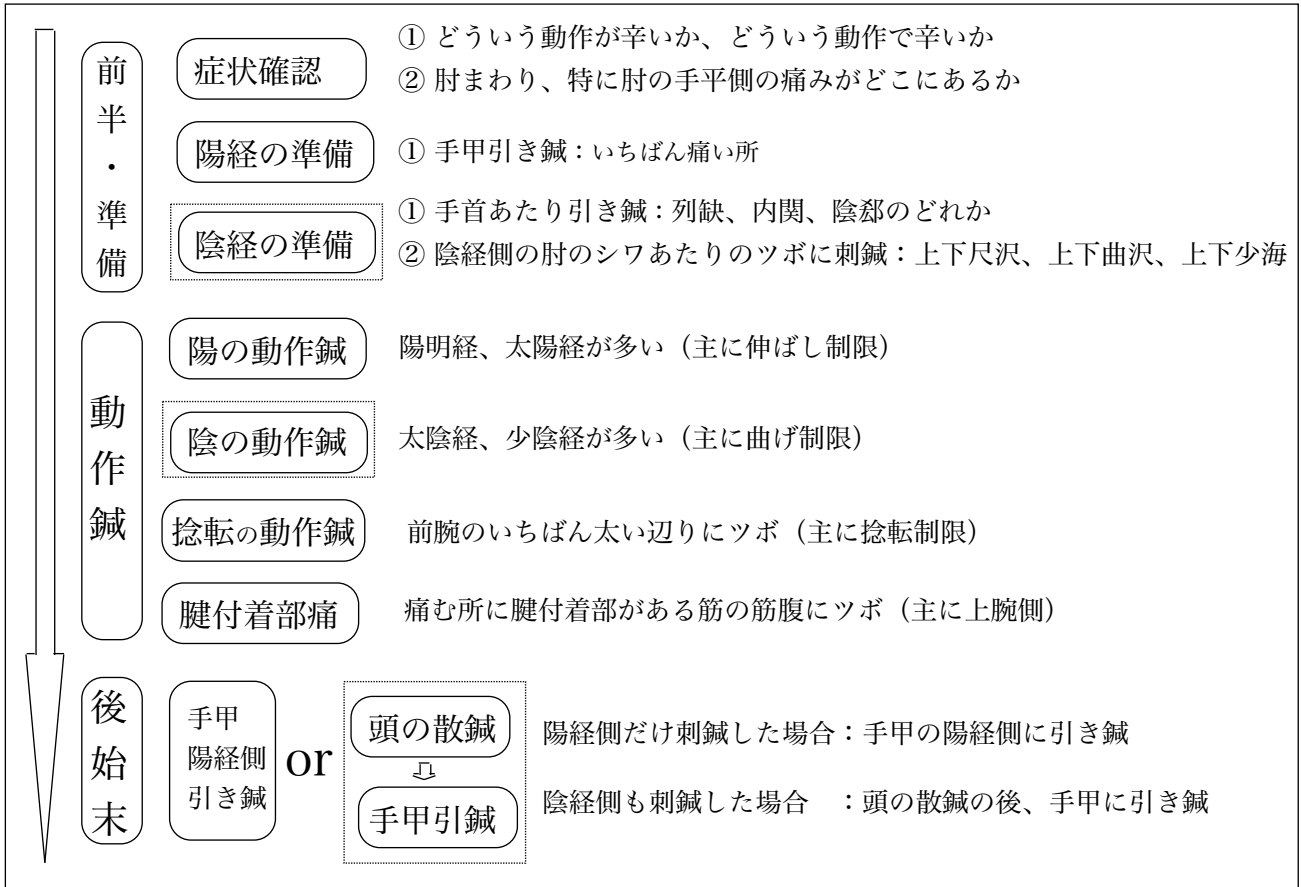 前半・準備
症状確認
① どういう動作が辛いか、どういう動作で辛いか
② 肘まわり、特に肘の手平側の痛みがどこにあるか
陽経の準備
① 手甲引き鍼：いちばん痛い所
陰経の準備
① 手首あたり引き鍼：列缺、内関、陰郄のどれか
② 陰経側の肘のシワあたりのツボに刺鍼：上下尺沢、上下曲沢、上下少海
動作鍼
陽の動作鍼
陽明経、太陽経が多い（主に伸ばし制限）
陰の動作鍼
太陰経、少陰経が多い（主に曲げ制限）
捻転の動作鍼
前腕のいちばん太い辺りにツボ（主に捻転制限）
腱付着部痛
痛む所に腱付着部がある筋の筋腹にツボ（主に上腕側）
後始末
手甲
陽経側
引き鍼
or
頭の散鍼
手甲引鍼
陽経側だけ刺鍼した場合：手甲の陽経側に引き鍼
陰経側も刺鍼した場合　：頭の散鍼の後、手甲に引き鍼